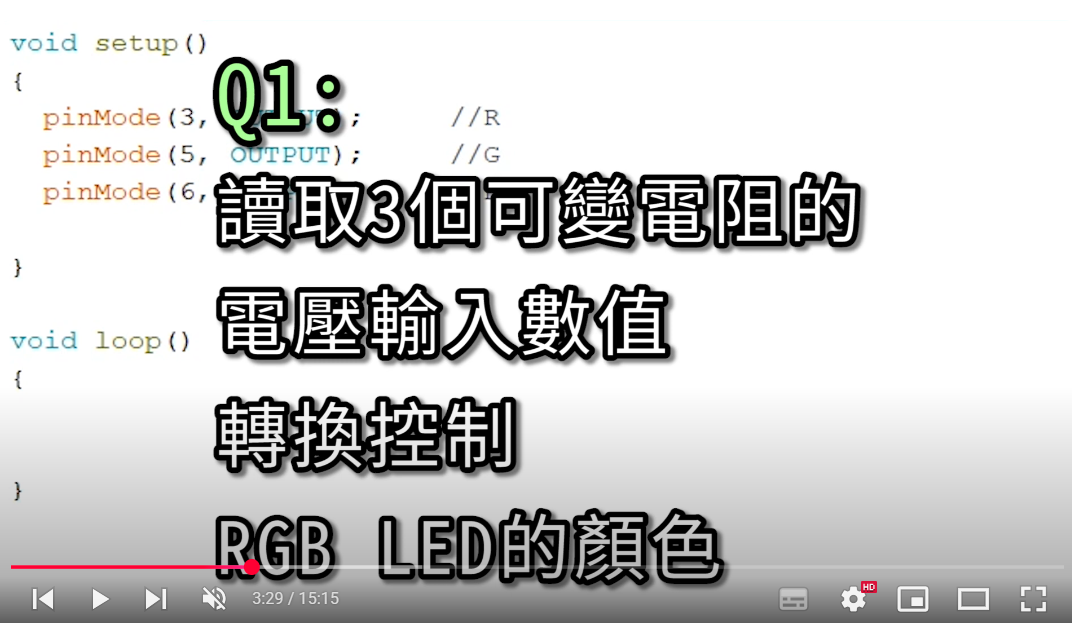 void setup()
{
Q1:
pinMode(3, OUTPUT); //R
pinMode(5, OUTPUT); //G
pinMode(6,
讀取3個可變電阻的
}
電壓輸入數值
void loop()
{
轉換控制
}
RGB LED的顏色
3:29 / 15:15
HD